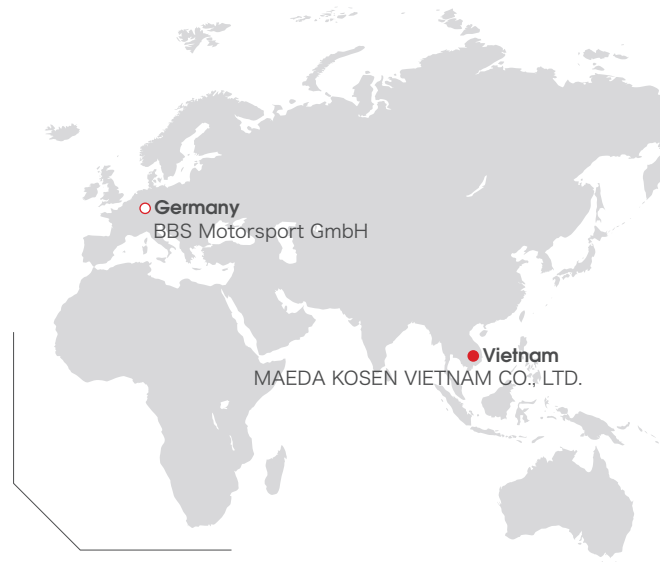 Germany
BBS Motorsport GmbH
Vietnam
MAEDA KOSEN VIETNAM CO., LTD.